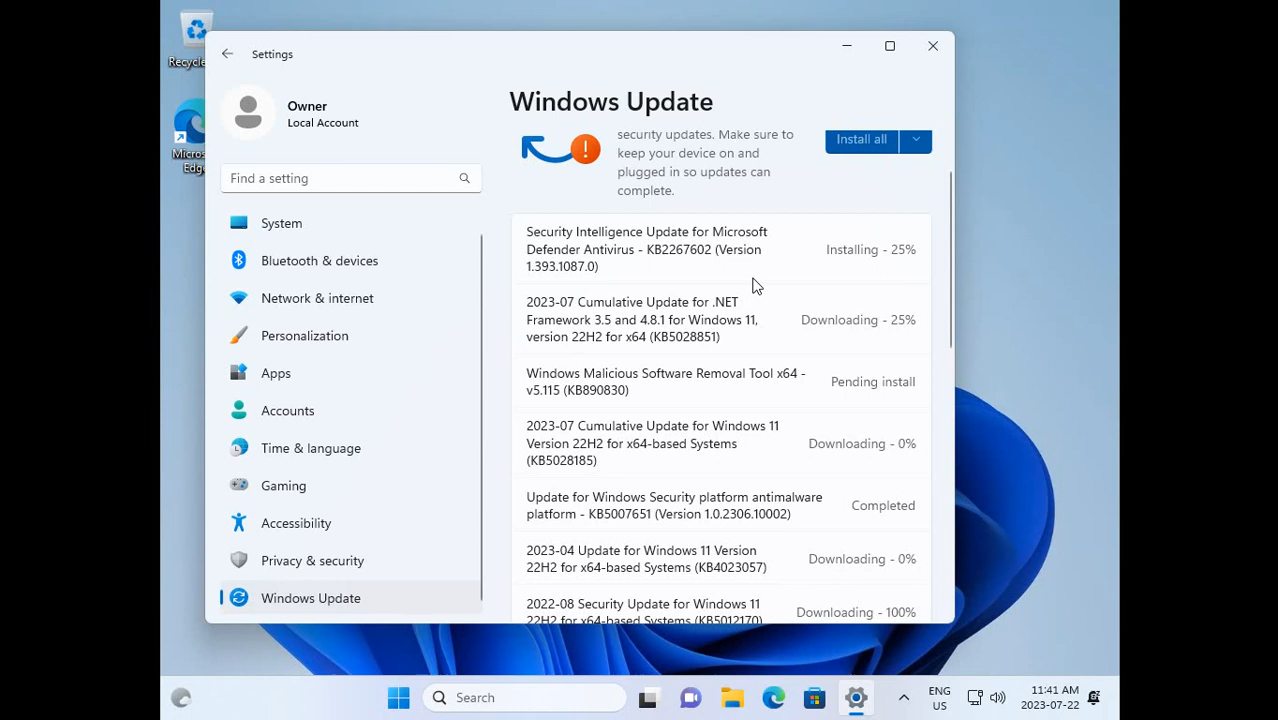 Recycle
Micros
Edg
Settings
Owner
Local Account
Find a setting
System
Bluetooth & devices
Network & internet
Personalization
Apps
Accounts
Time & language
Gaming
Accessibility
Privacy & security
Windows Update
Windows Update
security updates. Make sure to
keep your device on and
plugged in so updates can
complete.
Install all
Security Intelligence Update for Microsoft
Defender Antivirus - KB2267602 (Version
1.393.1087.0)
Installing - 25%
2023-07 Cumulative Update for .NET
Framework 3.5 and 4.8.1 for Windows 11,
version 22H2 for x64 (KB5028851)
Downloading - 25%
Windows Malicious Software Removal Tool x64 -
v5.115 (KB890830)
Pending install
2023-07 Cumulative Update for Windows 11
Version 22H2 for x64-based Systems
(KB5028185)
Downloading - 0%
Update for Windows Security platform antimalware
platform - KB5007651 (Version 1.0.2306.10002)
Completed
2023-04 Update for Windows 11 Version
22H2 for x64-based Systems (KB4023057)
Downloading - 0%
2022-08 Security Update for Windows 11
22H2 for x64-based Systems (KB5012170)
Downloading - 100%
Search
ENG
US
11:41 AM
2023-07-22